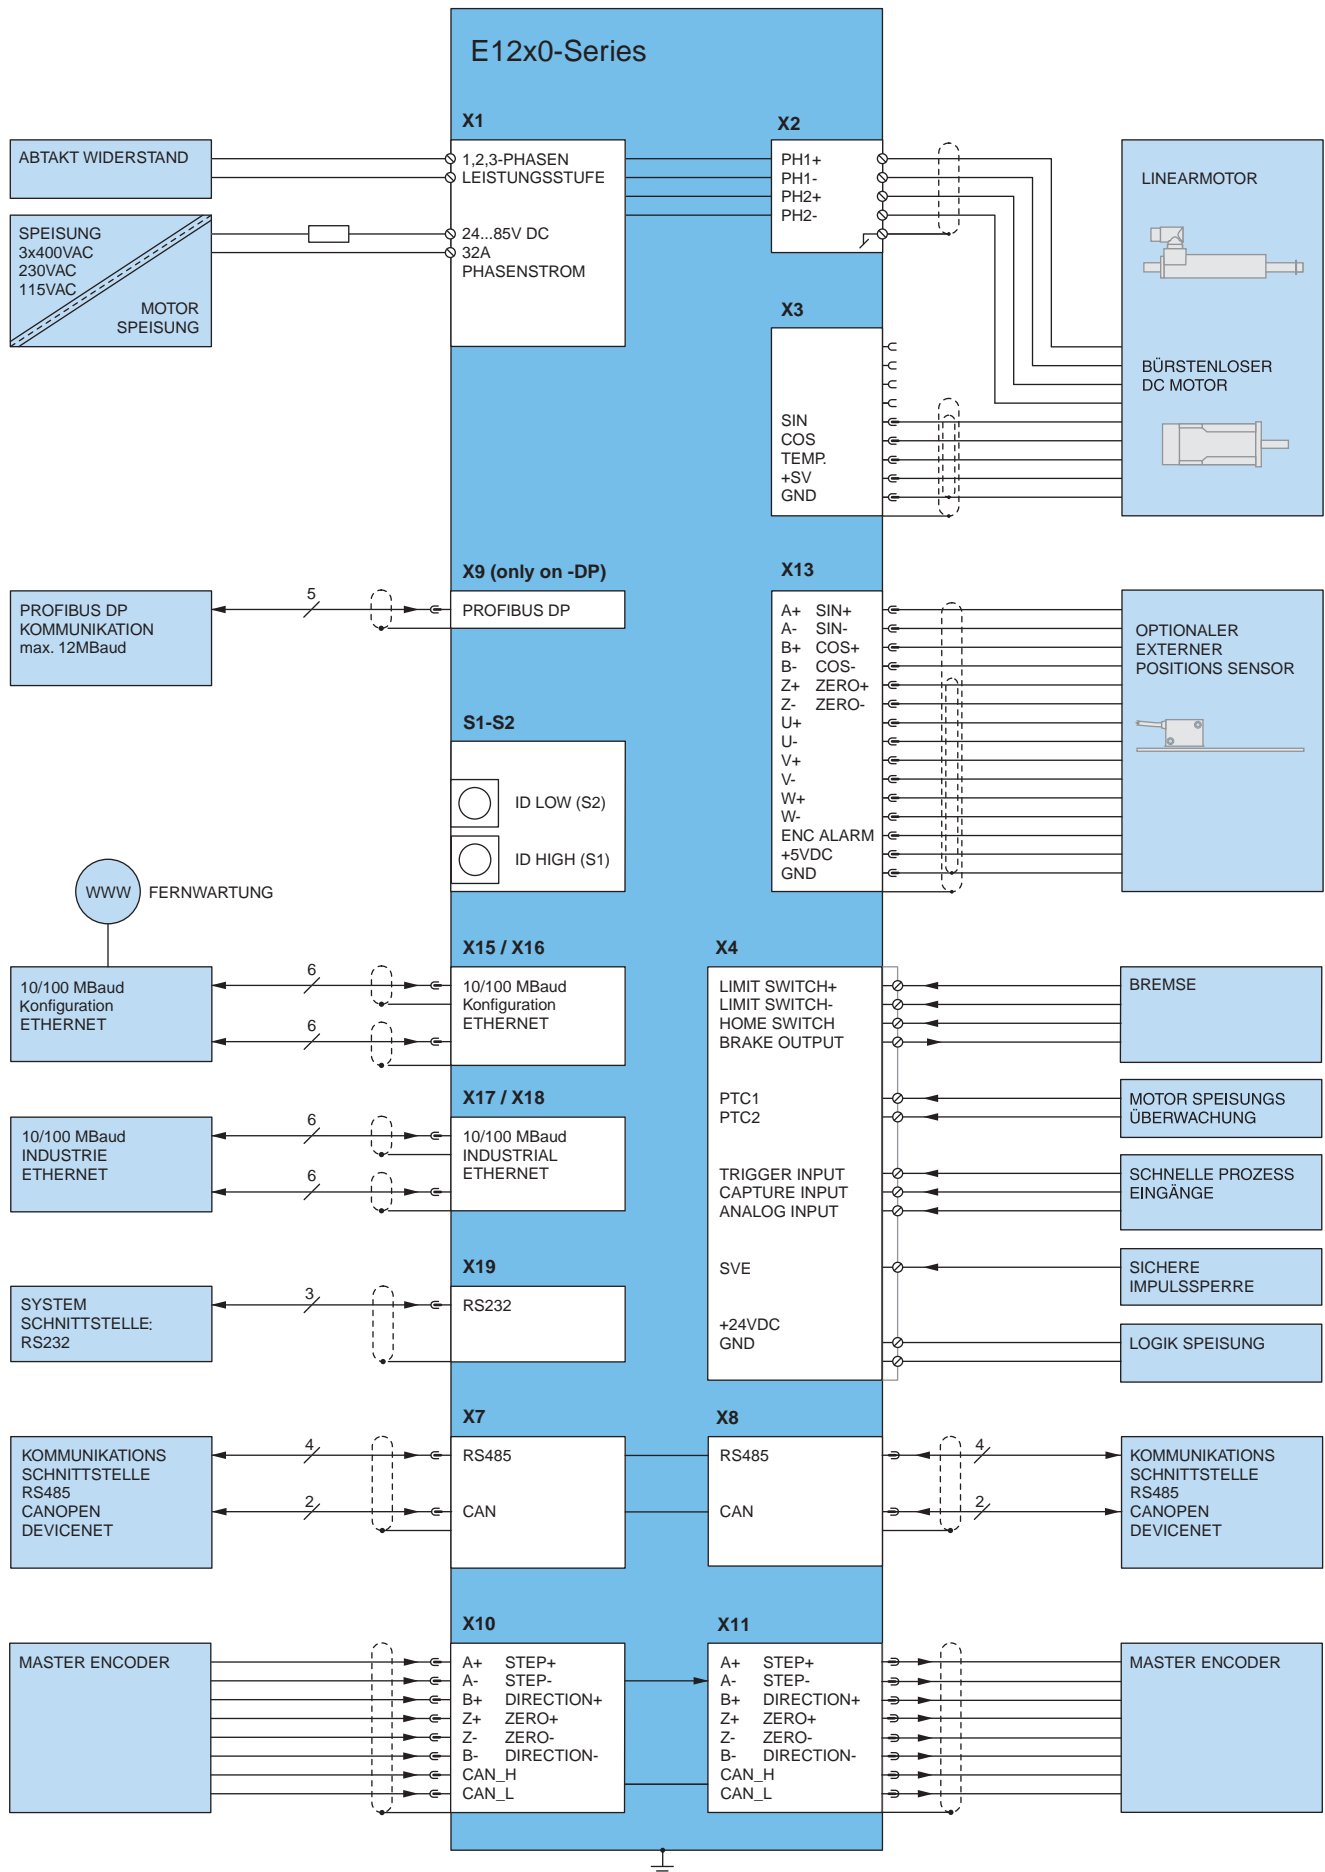 E12x0-Series
X1
ABTAKT WIDERSTAND
1,2,3-PHASEN
LEISTUNGSSTUFE
SPEISUNG
3x400VAC
230VAC
115VAC
MOTOR
SPEISUNG
24...85V DC
32A
PHASENSTROM
X2
PH1+
PH1-
PH2+
PH2-
LINEARMOTOR
BÜRSTENLOSER
DC MOTOR
X3
SIN
COS
TEMP.
+SV
GND
X9 (only on -DP)
PROFIBUS DP
KOMMUNIKATION
max. 12MBaud
5
PROFIBUS DP
X13
A+ SIN+
A- SIN-
B+ COS+
B- COS-
Z+ ZERO+
Z- ZERO-
U+
U-
V+
V-
W+
W-
ENC ALARM
+5VDC
GND
OPTIONALER
EXTERNER
POSITIONS SENSOR
S1-S2
ID LOW (S2)
ID HIGH (S1)
WWW
FERNWARTUNG
X15 / X16
10/100 MBaud
Konfiguration
ETHERNET
6
6
10/100 MBaud
Konfiguration
ETHERNET
X17 / X18
10/100 MBaud
INDUSTRIE
ETHERNET
6
6
10/100 MBaud
INDUSTRIAL
ETHERNET
X19
SYSTEM
SCHNITTSTELLE:
RS232
3
RS232
X4
LIMIT SWITCH+
LIMIT SWITCH-
HOME SWITCH
BRAKE OUTPUT
PTC1
PTC2
TRIGGER INPUT
CAPTURE INPUT
ANALOG INPUT
SVE
+24VDC
GND
BREMSE
MOTOR SPEISUNGS
ÜBERWACHUNG
SCHNELLE PROZESS
EINGÄNGE
SICHERE
IMPULSSPERRE
LOGIK SPEISUNG
X7
KOMMUNIKATIONS
SCHNITTSTELLE
RS485
CANOPEN
DEVICENET
4
2
RS485
CAN
X8
RS485
CAN
4
2
KOMMUNIKATIONS
SCHNITTSTELLE
RS485
CANOPEN
DEVICENET
X10
MASTER ENCODER
A+ STEP+
A- STEP-
B+ DIRECTION+
Z+ ZERO+
Z- ZERO-
B- DIRECTION-
CAN_H
CAN_L
X11
A+ STEP+
A- STEP-
B+ DIRECTION+
Z+ ZERO+
Z- ZERO-
B- DIRECTION-
CAN_H
CAN_L
MASTER ENCODER